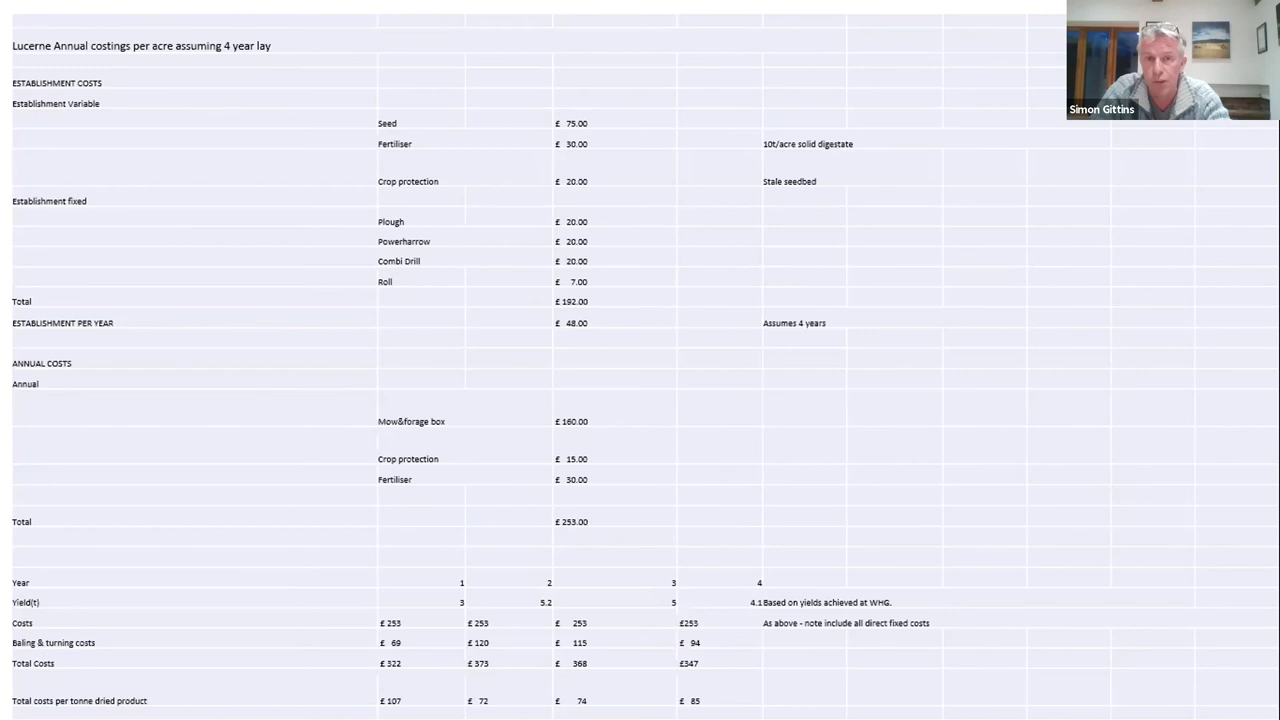 Lucerne Annual costings per acre assuming 4 year lay
Simon Gittins
ESTABLISHMENT COSTS
Establishment Variable
Seed £ 75.00
Fertiliser £ 30.00 10t/acre solid digestate
Crop protection £ 20.00 Stale seedbed
Establishment fixed
Plough £ 20.00
Powerharrow £ 20.00
Combi Drill £ 20.00
Roll £ 7.00
Total £ 192.00
ESTABLISHMENT PER YEAR £ 48.00 Assumes 4 years
ANNUAL COSTS
Annual
Mow&forage box £ 160.00
Crop protection £ 15.00
Fertiliser £ 30.00
Total £ 253.00
Year 1 2 3 4
Yield(t) 3 5.2 5 4.1 Based on yields achieved at WHG.
Costs £ 253 £ 253 £ 253 £253 As above - note include all direct fixed costs
Baling & turning costs £ 69 £ 120 £ 115 £ 94
Total Costs £ 322 £ 373 £ 368 £347
Total costs per tonne dried product £ 107 £ 72 £ 74 £ 85